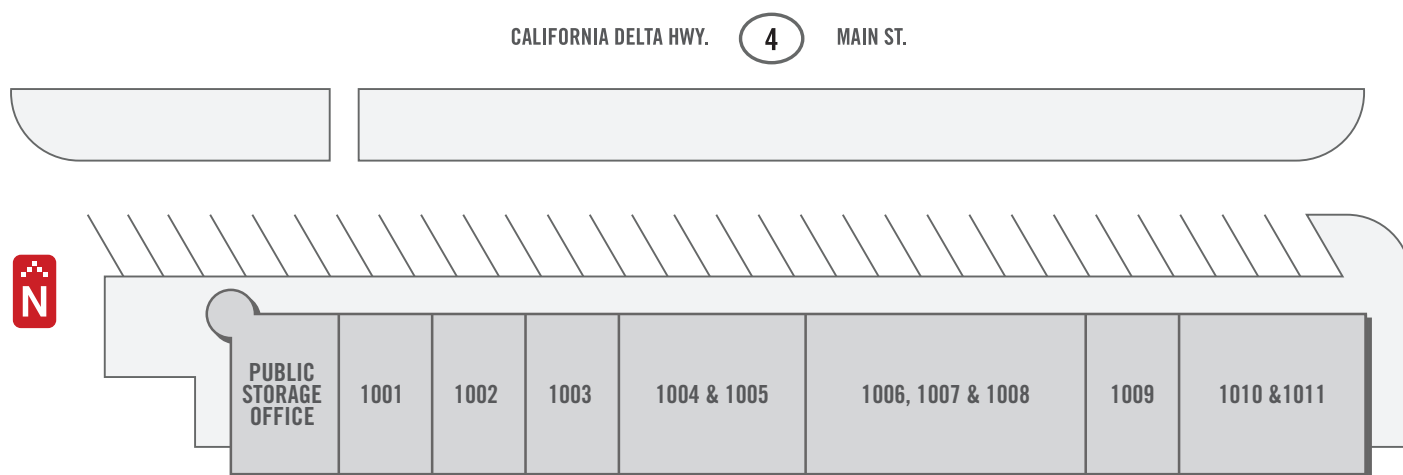 CALIFORNIA DELTA HWY. 4 MAIN ST.
N
PUBLIC
STORAGE
OFFICE
1001
1002
1003
1004 & 1005
1006, 1007 & 1008
1009
1010 &1011